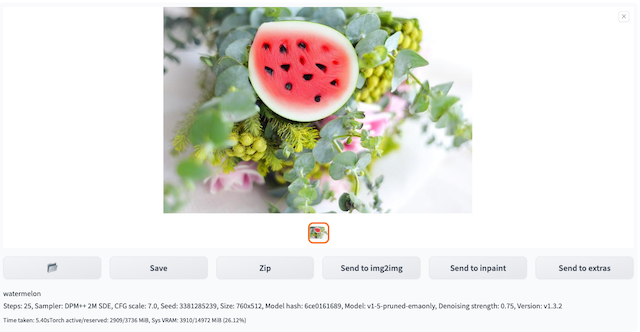 Save
Zip
Send to img2img
Send to inpaint
Send to extras
watermelon
Steps: 25, Sampler: DPM++ 2M SDE, CFG scale: 7.0, Seed: 3381285239, Size: 760x512, Model hash: 6ce0161689, Model: v1-5-pruned-emaonly, Denoising strength: 0.75, Version: v1.3.2
Time taken: 5.40sTorch active/reserved: 2909/3736 MiB, Sys VRAM: 3910/14972 MiB (26.12%)